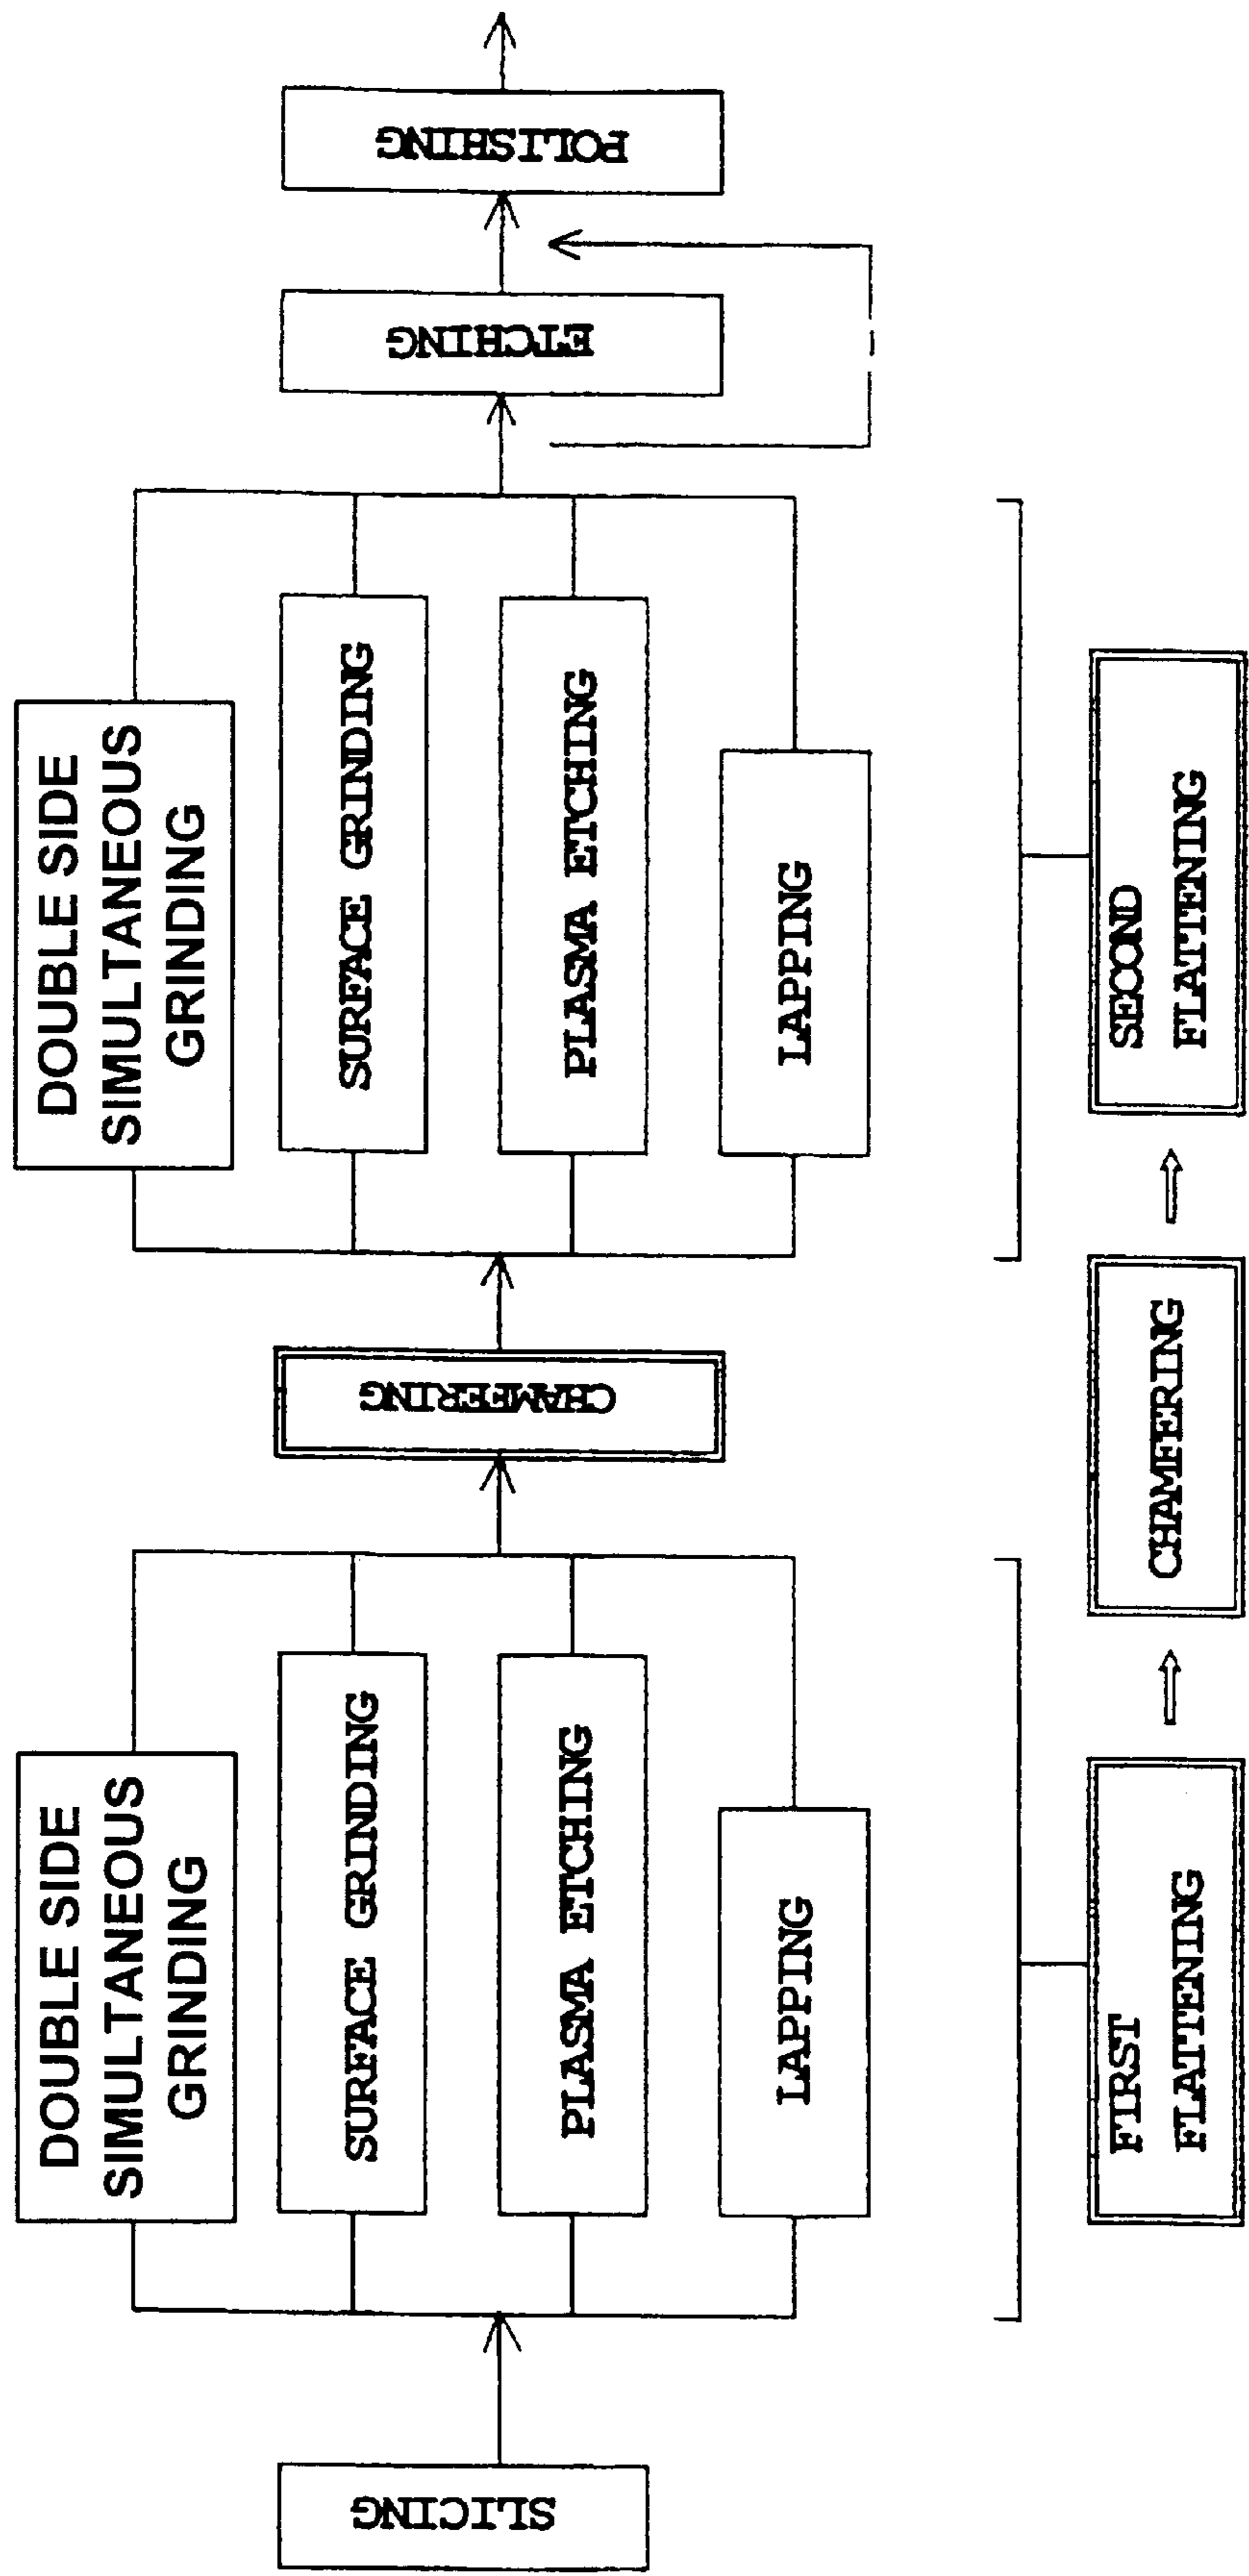 SLICING
DOUBLE SIDE
SIMULTANEOUS
GRINDING
SURFACE GRINDING
PLASMA ETCHING
LAPPING
CHAMFERING
DOUBLE SIDE
SIMULTANEOUS
GRINDING
SURFACE GRINDING
PLASMA ETCHING
LAPPING
ETCHING
POLISHING
FIRST
FLATTENING
CHAMFERING
SECOND
FLATTENING